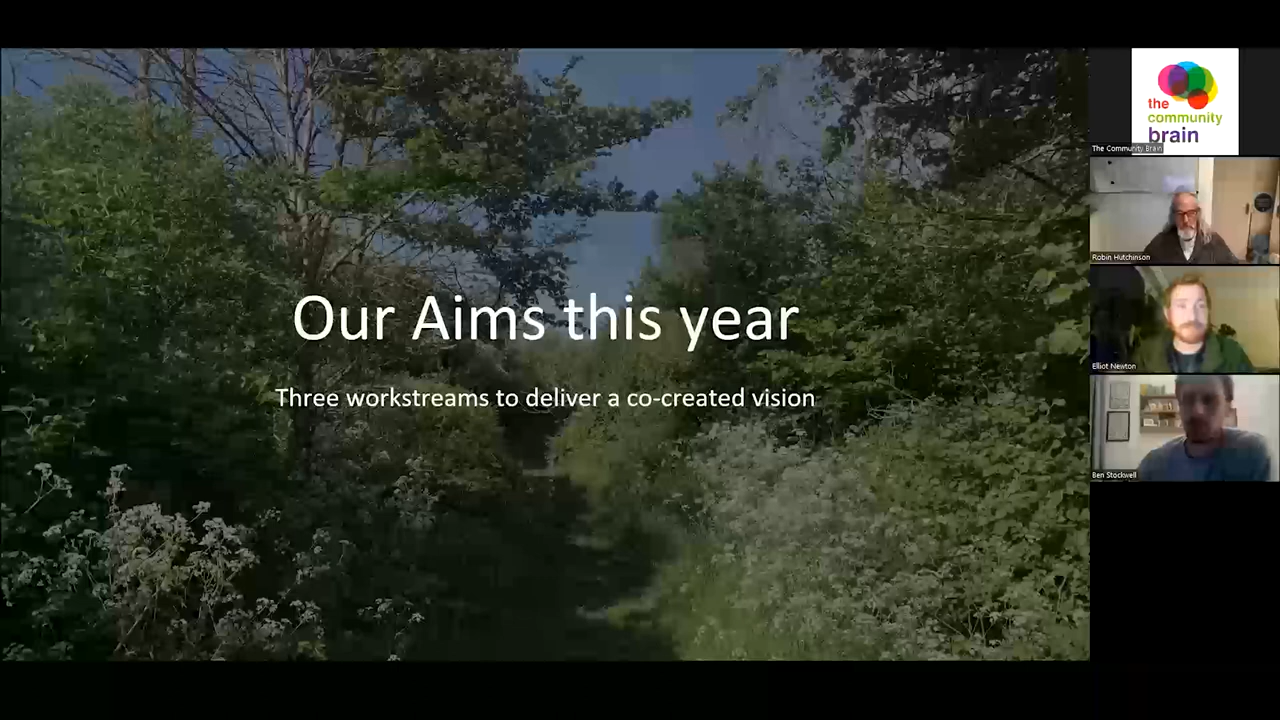 Our Aims this year
Three workstreams to deliver a co-created vision
the
community
brain
The Community Brain
Robin Hutchinson
Elliot Newton
Ben Stockwell